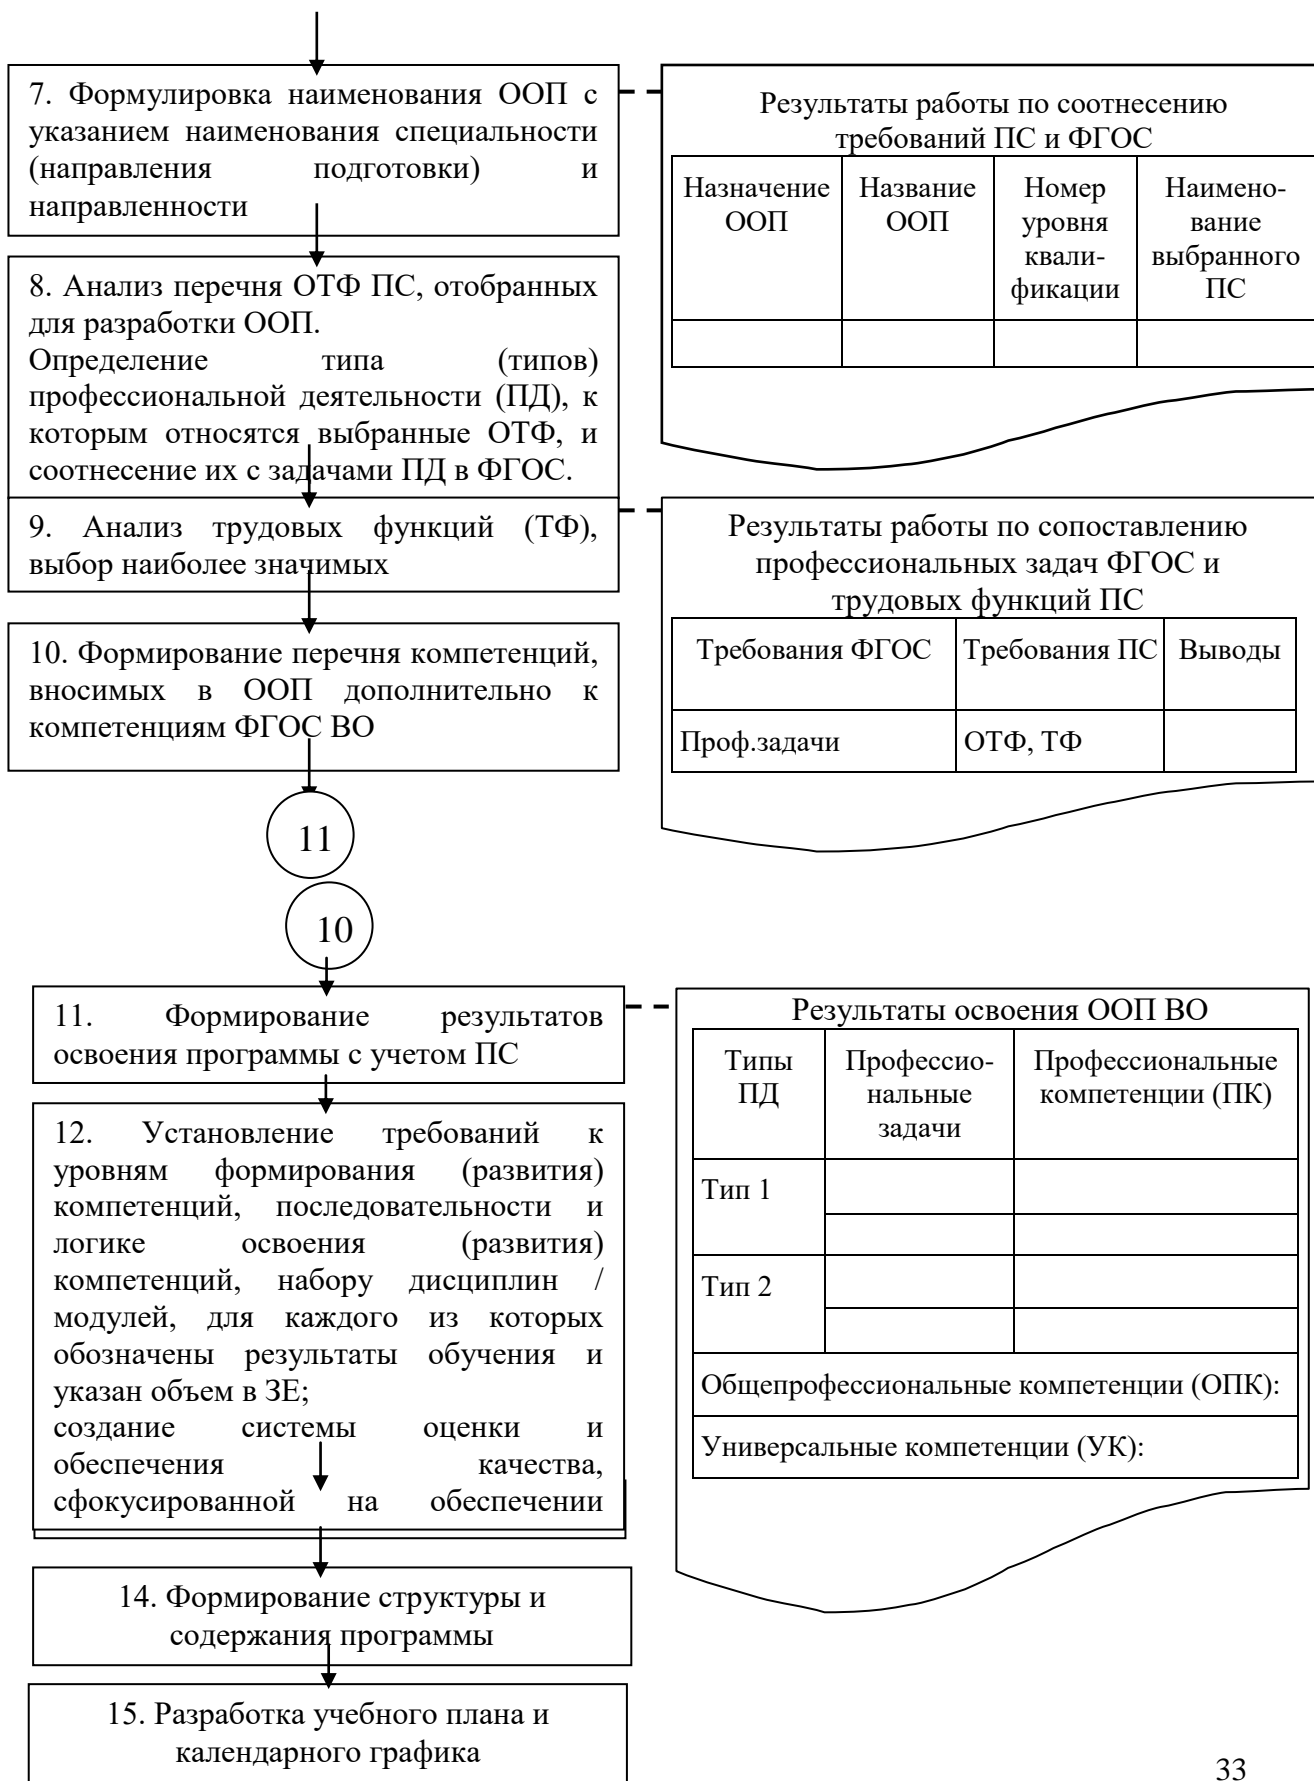 7. Формулировка наименования ООП с
указанием наименования специальности
(направления подготовки) и
направленности
Результаты работы по соотнесению
требований ПС и ФГОС
Назначение
ООП
Название
ООП
Номер
уровня
квали-
фикации
Наимено-
вание
выбранного
ПС
8. Анализ перечня ОТФ ПС, отобранных
для разработки ООП.
Определение типа (типов)
профессиональной деятельности (ПД), к
которым относятся выбранные ОТФ, и
соотнесение их с задачами ПД в ФГОС.
9. Анализ трудовых функций (ТФ),
выбор наиболее значимых
Результаты работы по сопоставлению
профессиональных задач ФГОС и
трудовых функций ПС
Требования ФГОС
Требования ПС
Выводы
Проф.задачи
ОТФ, ТФ
10. Формирование перечня компетенций,
вносимых в ООП дополнительно к
компетенциям ФГОС ВО
11
10
11. Формирование результатов
освоения программы с учетом ПС
Результаты освоения ООП ВО
Типы
ПД
Профессио-
нальные
задачи
Профессиональные
компетенции (ПК)
Тип 1
Тип 2
Общепрофессиональные компетенции (ОПК):
Универсальные компетенции (УК):
12. Установление требований к
уровням формирования (развития)
компетенций, последовательности и
логике освоения (развития)
компетенций, набору дисциплин /
модулей, для каждого из которых
обозначены результаты обучения и
указан объем в ЗЕ;
создание системы оценки и
обеспечения качества,
сфокусированной на обеспечении
14. Формирование структуры и
содержания программы
15. Разработка учебного плана и
календарного графика
33